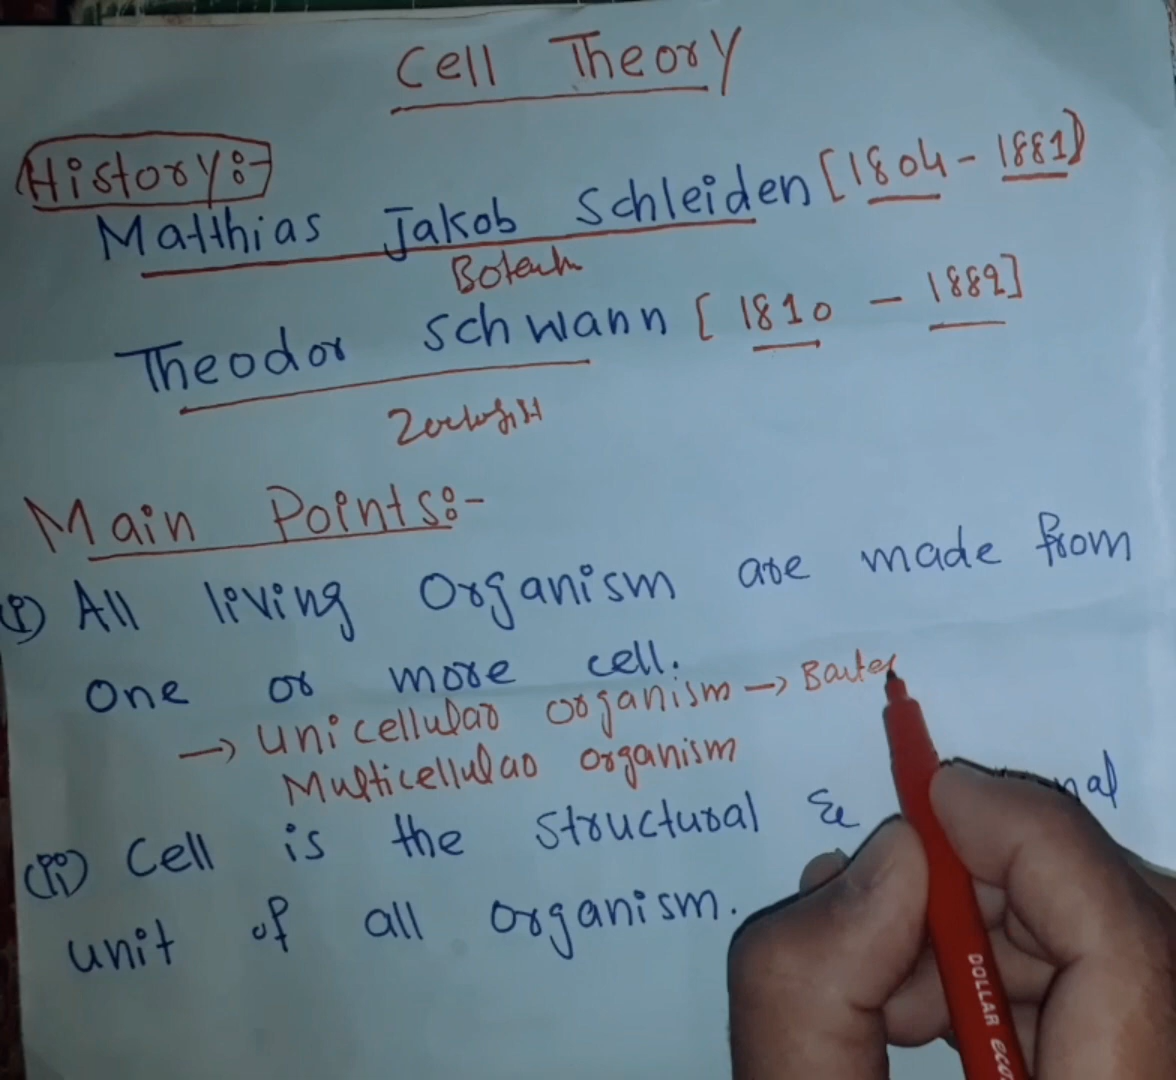 Cell Theory
History:-
Matthias Jakob Schleiden [1804 - 1881)
Theodor Schwann [ 1810 - 1882]
Zoologist
Main Points:-
(i) All living Organism are made from
one or more cell.
→ Unicellular organism →
Multicellular organism
(ii) Cell is the structural &
unit of all organism.
DOLLAR